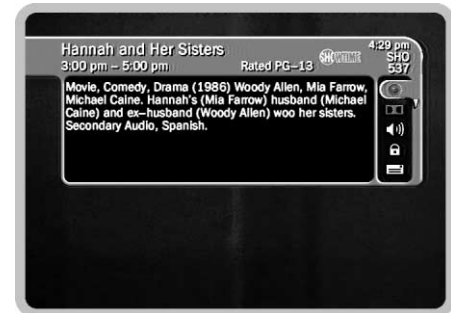 Hannah and Her Sisters
3:00 pm – 5:00 pm Rated PG–13 SHOWTIME
4:29 pm
SHO
537
Movie, Comedy, Drama (1986) Woody Allen, Mia Farrow,
Michael Caine. Hannah's (Mia Farrow) husband (Michael
Caine) and ex–husband (Woody Allen) woo her sisters.
Secondary Audio, Spanish.